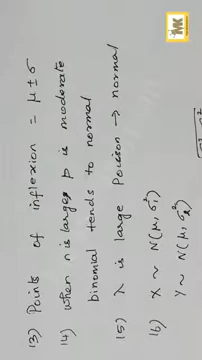 13) Points of inflexion = μ ± σ
14) when n is large, p is moderate
binomial tends to normal
15) λ is large Poisson → normal
16) X ~ N(μ, σ₁²)
Y ~ N(μ, σ₂²)